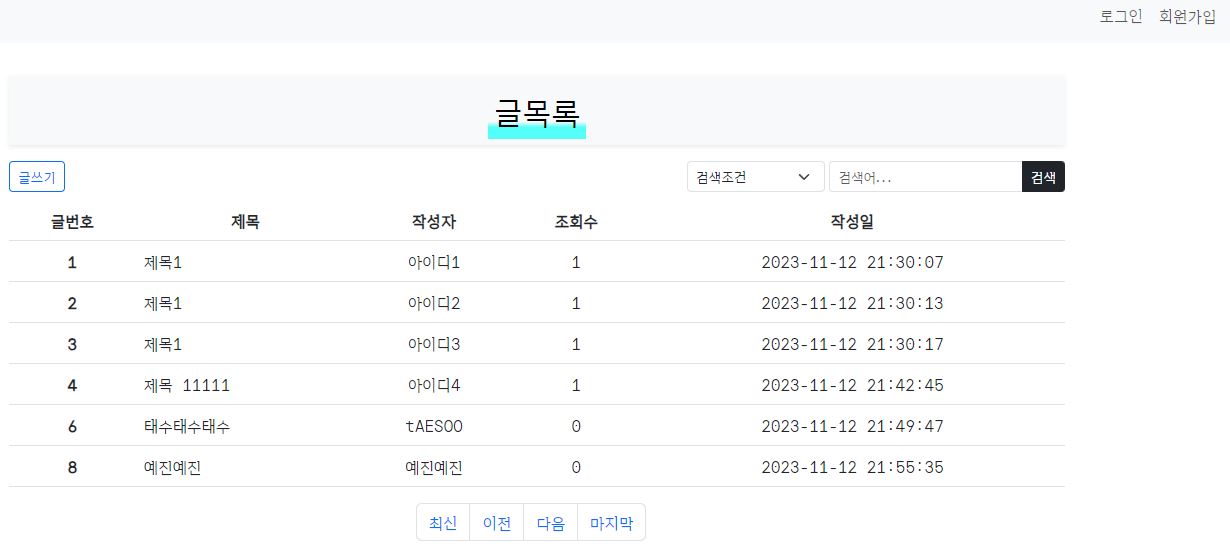 로그인 회원가입
글목록
글쓰기 검색조건 검색어... 검색
글번호 제목 작성자 조회수 작성일
1 제목1 아이디1 1 2023-11-12 21:30:07
2 제목1 아이디2 1 2023-11-12 21:30:13
3 제목1 아이디3 1 2023-11-12 21:30:17
4 제목 11111 아이디4 1 2023-11-12 21:42:45
6 태수태수태수 tAESOO 0 2023-11-12 21:49:47
8 예진예진 예진예진 0 2023-11-12 21:55:35
최신 이전 다음 마지막